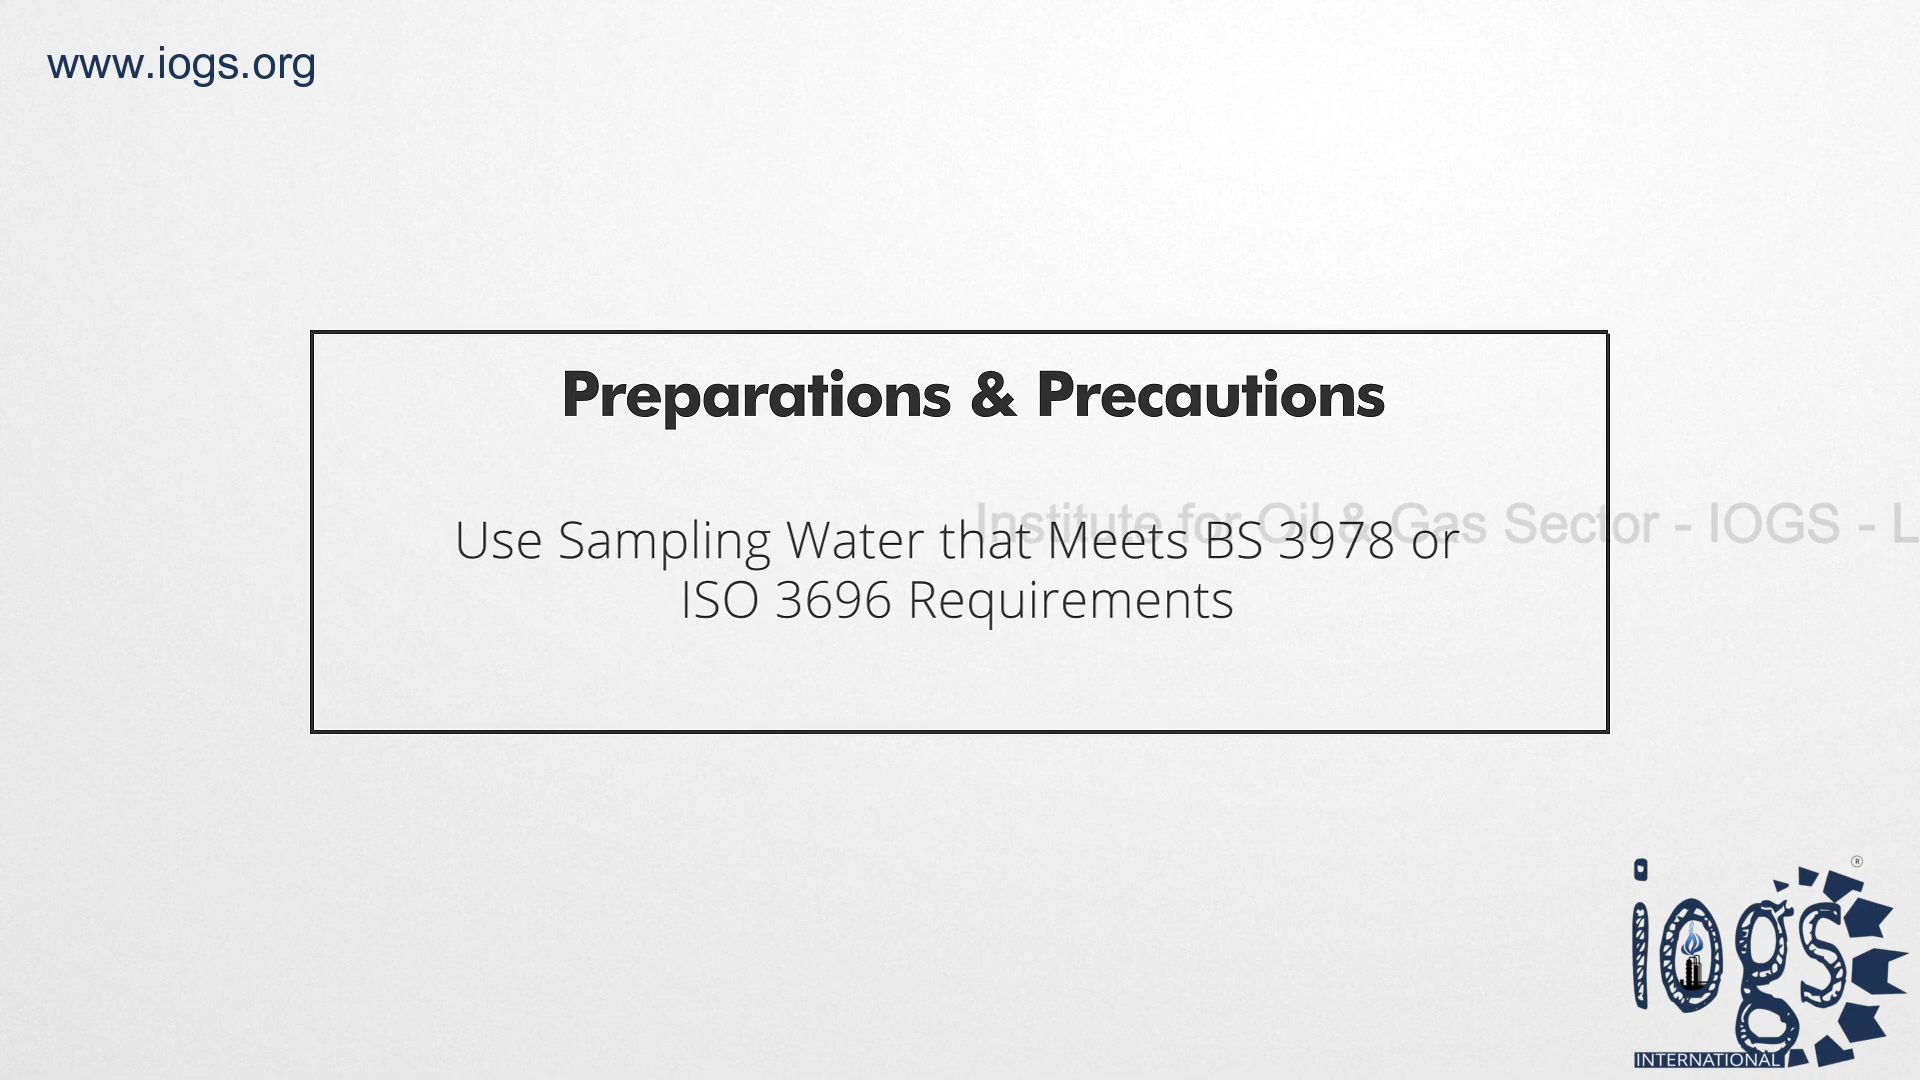 www.iogs.org
Preparations & Precautions
Institute for Oil & Gas Sector - IOGS - L
Use Sampling Water that Meets BS 3978 or
ISO 3696 Requirements
®
iogs
INTERNATIONAL